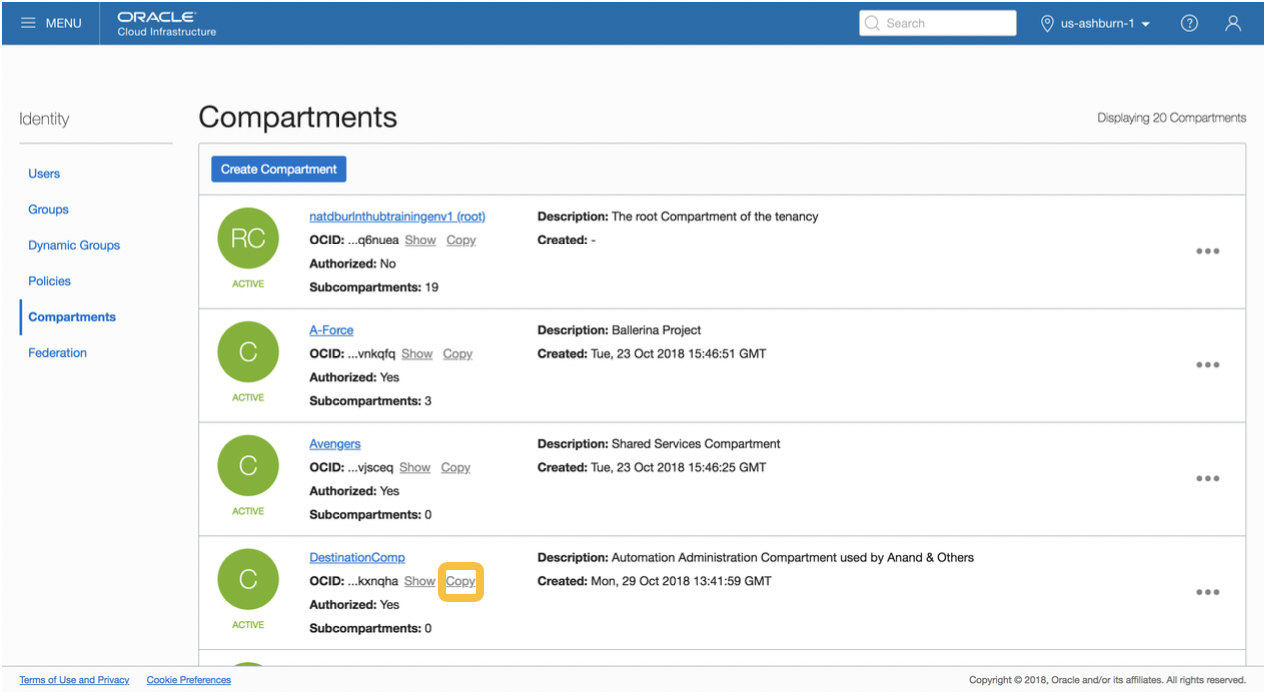 MENU
ORACLE
Cloud Infrastructure
Search
us-ashburn-1
?
Identity
Users
Groups
Dynamic Groups
Policies
Compartments
Federation
Compartments
Displaying 20 Compartments
Create Compartment
RC
ACTIVE
natdburlnthubtrainingenv1 (root)
OCID: ...q6nuea Show Copy
Authorized: No
Subcompartments: 19
Description: The root Compartment of the tenancy
Created: -
C
ACTIVE
A-Force
OCID: ...vnkqfq Show Copy
Authorized: Yes
Subcompartments: 3
Description: Ballerina Project
Created: Tue, 23 Oct 2018 15:46:51 GMT
C
ACTIVE
Avengers
OCID: ...vjsceq Show Copy
Authorized: Yes
Subcompartments: 0
Description: Shared Services Compartment
Created: Tue, 23 Oct 2018 15:46:25 GMT
C
ACTIVE
DestinationComp
OCID: ...kxnqha Show Copy
Authorized: Yes
Subcompartments: 0
Description: Automation Administration Compartment used by Anand & Others
Created: Mon, 29 Oct 2018 13:41:59 GMT
Terms of Use and Privacy Cookie Preferences
Copyright © 2018, Oracle and/or its affiliates. All rights reserved.